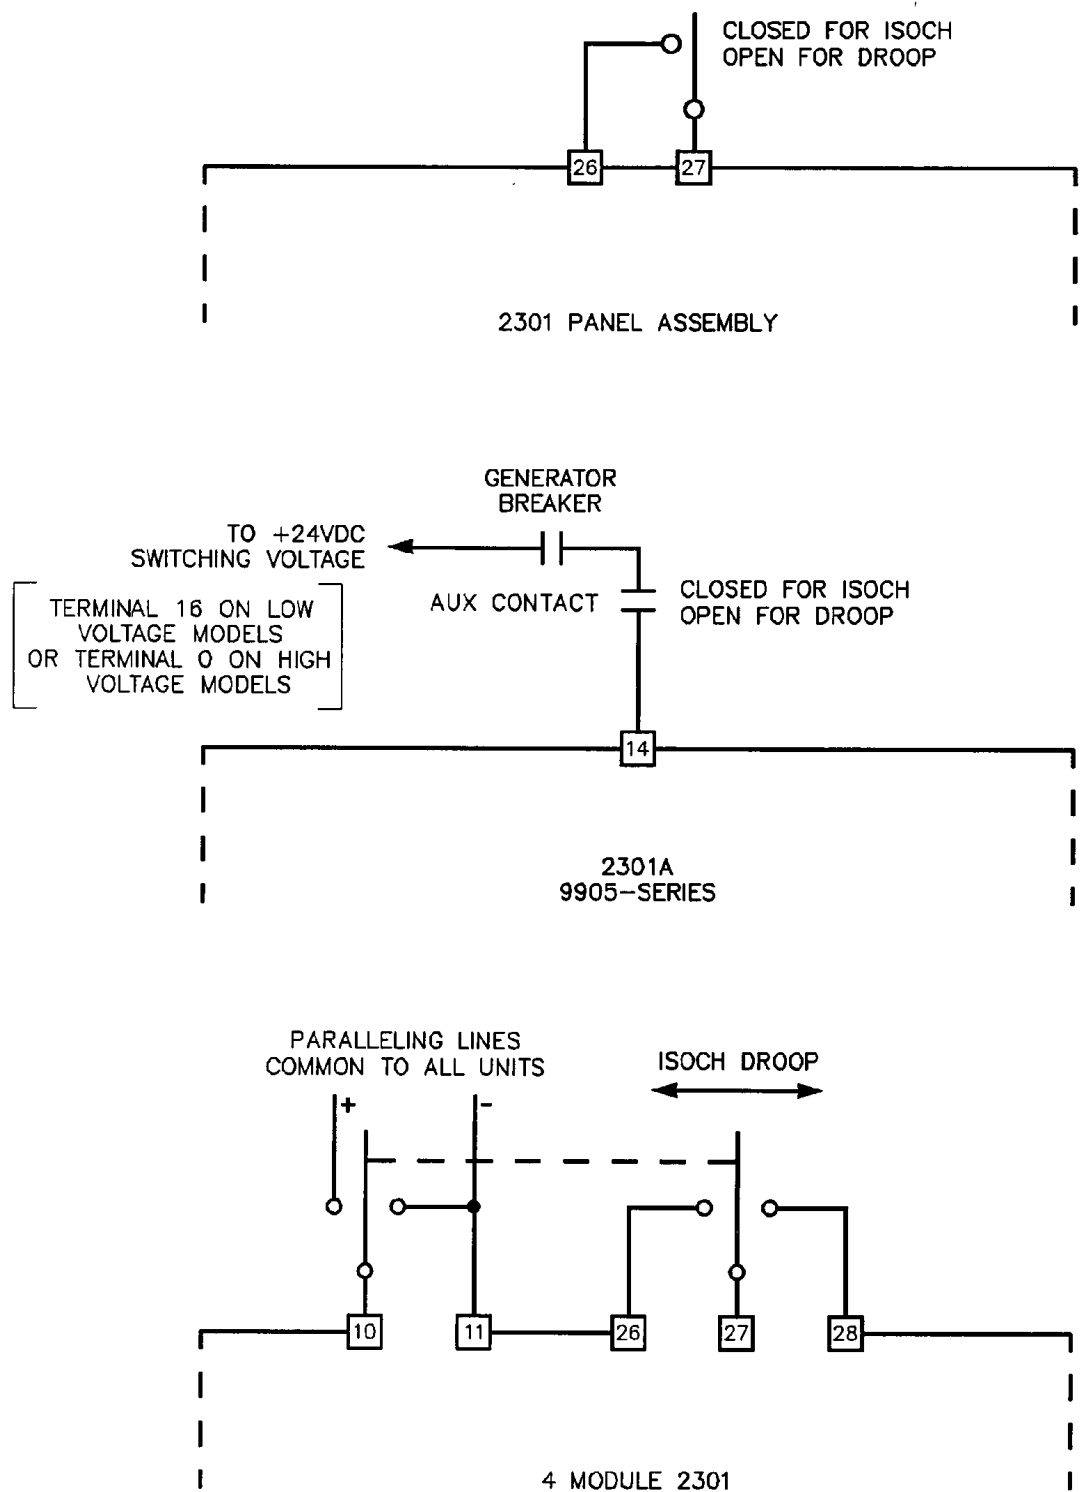 CLOSED FOR ISOCH
OPEN FOR DROOP
26
27
2301 PANEL ASSEMBLY
GENERATOR
BREAKER
TO +24VDC
SWITCHING VOLTAGE
TERMINAL 16 ON LOW
VOLTAGE MODELS
OR TERMINAL 0 ON HIGH
VOLTAGE MODELS
AUX CONTACT
CLOSED FOR ISOCH
OPEN FOR DROOP
14
2301A
9905-SERIES
PARALLELING LINES
COMMON TO ALL UNITS
ISOCH DROOP
+
-
10
11
26
27
28
4 MODULE 2301